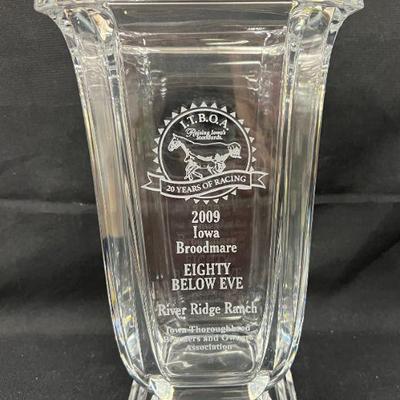 I.T.B.O.A.
Raising Iowa's
Standards.
20 YEARS OF RACING
2009
Iowa
Broodmare
EIGHTY
BELOW EVE
River Ridge Ranch
Iowa Thoroughbred
Breeders and Owners
Association